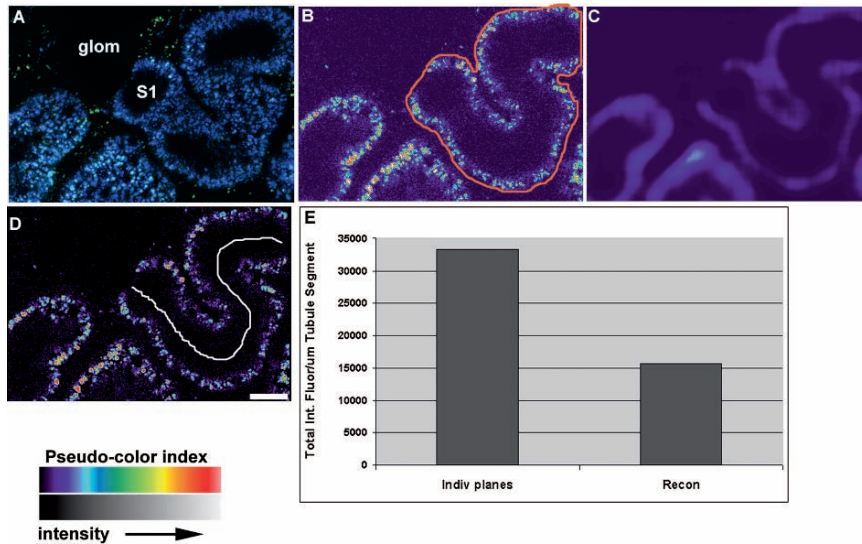 A
glom
S1
B
C
D
E
Total Int. Fluor/um Tubule Segment
35000
30000
25000
20000
15000
10000
5000
0
Indiv planes
Recon
Pseudo-color index
intensity